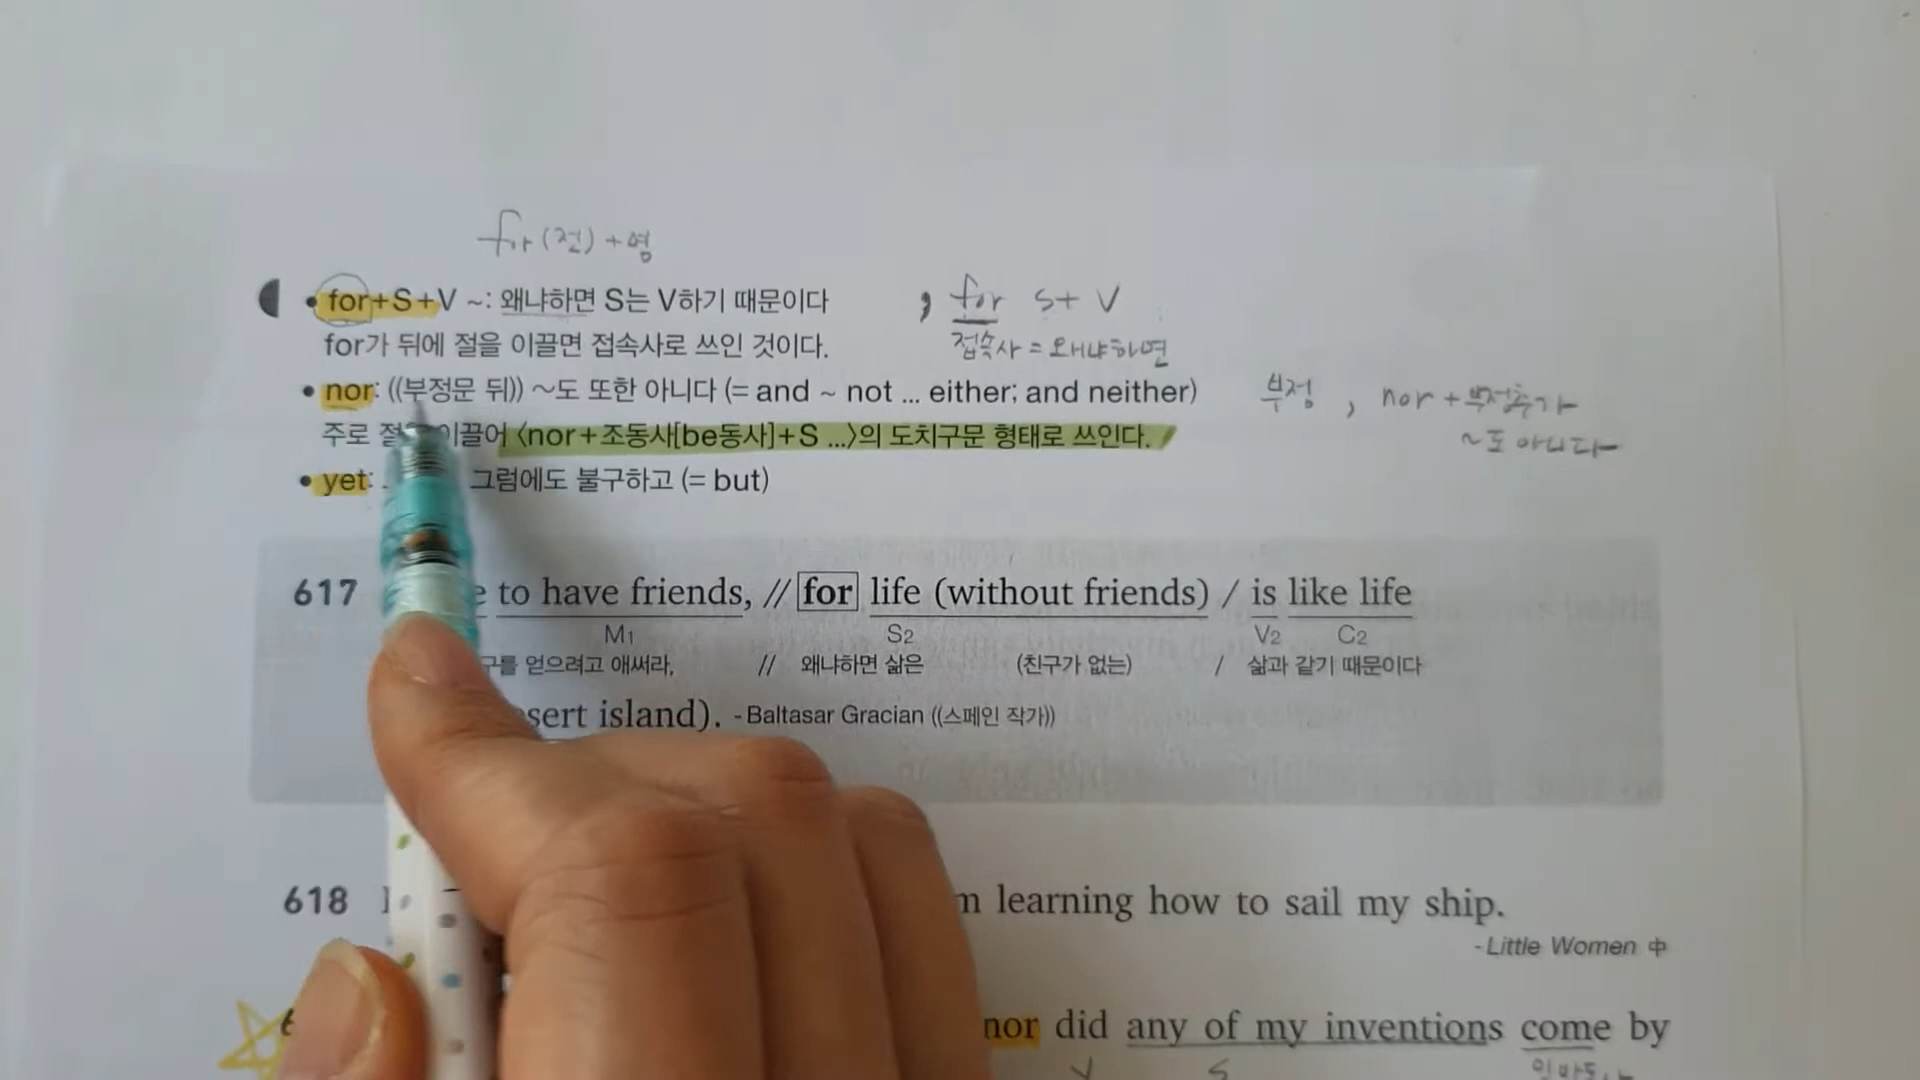 for(전)+명
• for+S+V ~: 왜냐하면 S는 V하기 때문이다
, for S+V
for가 뒤에 절을 이끌면 접속사로 쓰인 것이다.
접속사=왜냐하면
• nor: ((부정문 뒤)) ~도 또한 아니다 (= and ~ not ... either; and neither)
부정, nor+부정추가
주로 이끌어 〈nor+조동사[be동사]+S ...〉의 도치구문 형태로 쓰인다.
~도 아니다
• yet: 그럼에도 불구하고 (= but)
617 to have friends, // for life (without friends) / is like life
M1 S2 V2 C2
얻으려고 애써라, // 왜냐하면 삶은 (친구가 없는) / 삶과 같기 때문이다
island). - Baltasar Gracian ((스페인 작가))
618 learning how to sail my ship.
- Little Women 中
nor did any of my inventions come by
V S